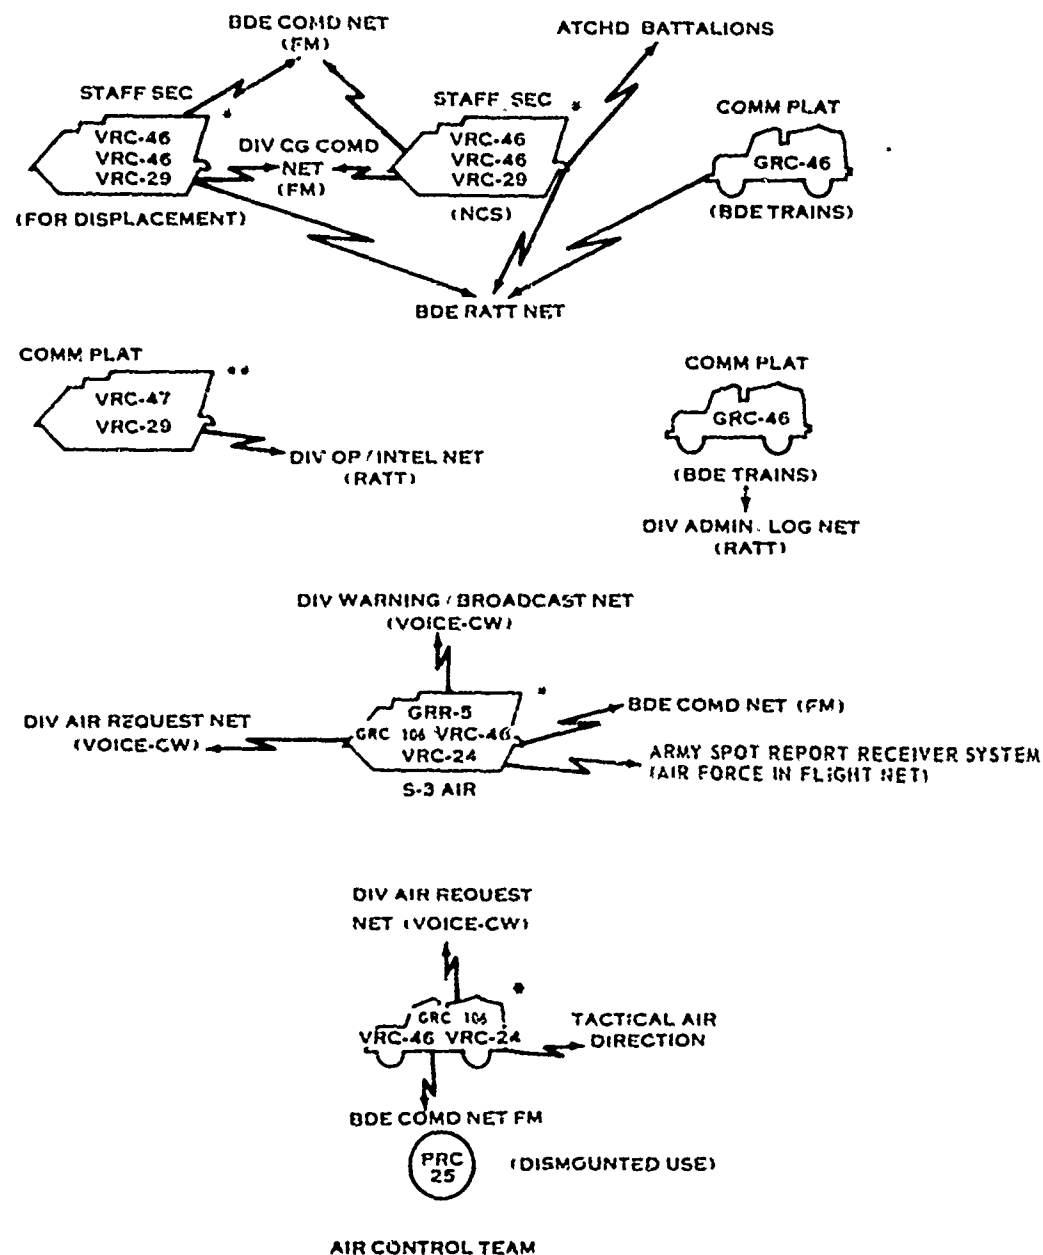 BDE COMD NET
(FM)
ATCHD BATTALIONS
STAFF SEC
*
STAFF SEC
*
COMM PLAT
VRC-46
VRC-46
VRC-29
DIV CG COMD
NET
(FM)
VRC-46
VRC-46
VRC-29
GRC-46
(FOR DISPLACEMENT)
(NCS)
(BDE TRAINS)
BDE RATT NET
COMM PLAT
**
VRC-47
VRC-29
DIV OP/INTEL NET
(RATT)
COMM PLAT
GRC-46
(BDE TRAINS)
DIV ADMIN-LOG NET
(RATT)
DIV WARNING/BROADCAST NET
(VOICE-CW)
*
GRR-5
GRC 106 VRC-46
VRC-24
S-3 AIR
DIV AIR REQUEST NET
(VOICE-CW)
BDE COMD NET (FM)
ARMY SPOT REPORT RECEIVER SYSTEM
(AIR FORCE IN FLIGHT NET)
DIV AIR REQUEST
NET (VOICE-CW)
*
GRC 106
VRC-46 VRC-24
TACTICAL AIR
DIRECTION
BDE COMD NET FM
PRC
25
(DISMOUNTED USE)
AIR CONTROL TEAM